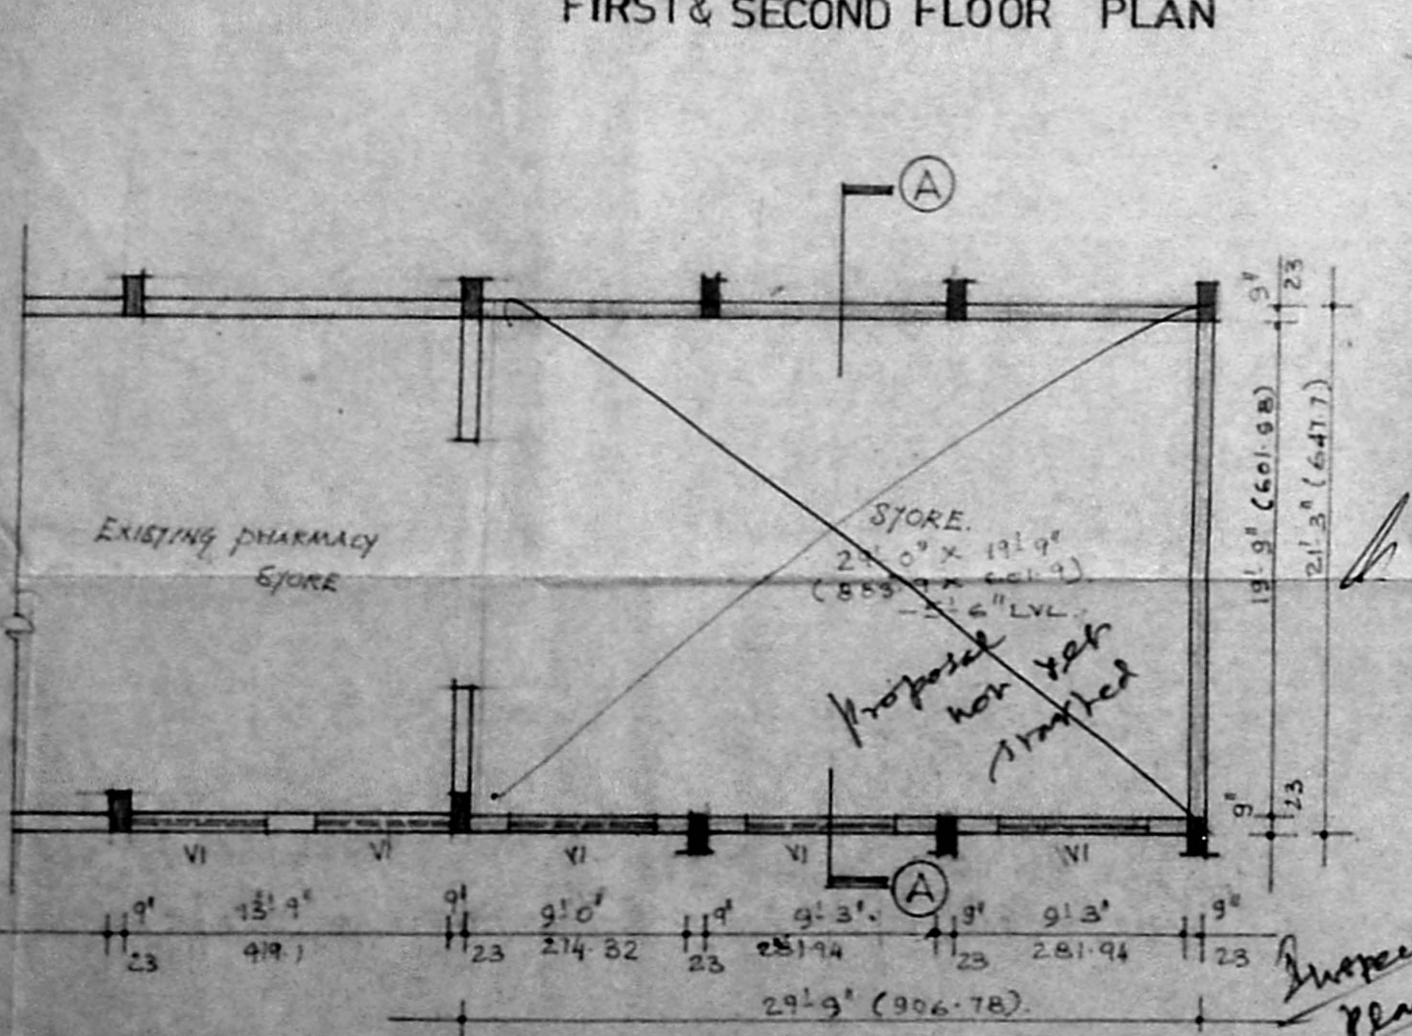 FIRST & SECOND FLOOR PLAN
A
9" 23
EXISTING PHARMACY
STORE
STORE.
29'-0" X 19'-9"
(883.9 X 601.9)
6" LVL.
19'-9" (601.98)
21'-3" (647.7)
Proposal
non yet
started
9" 23
V1 V1 V1 V1 V1
A
9" 13'-9" 9" 9'-0" 9" 9'-3". 9" 9'-3" 9"
23 419.1 23 274.32 23 281.94 23 281.94 23
29'-9" (906.78).